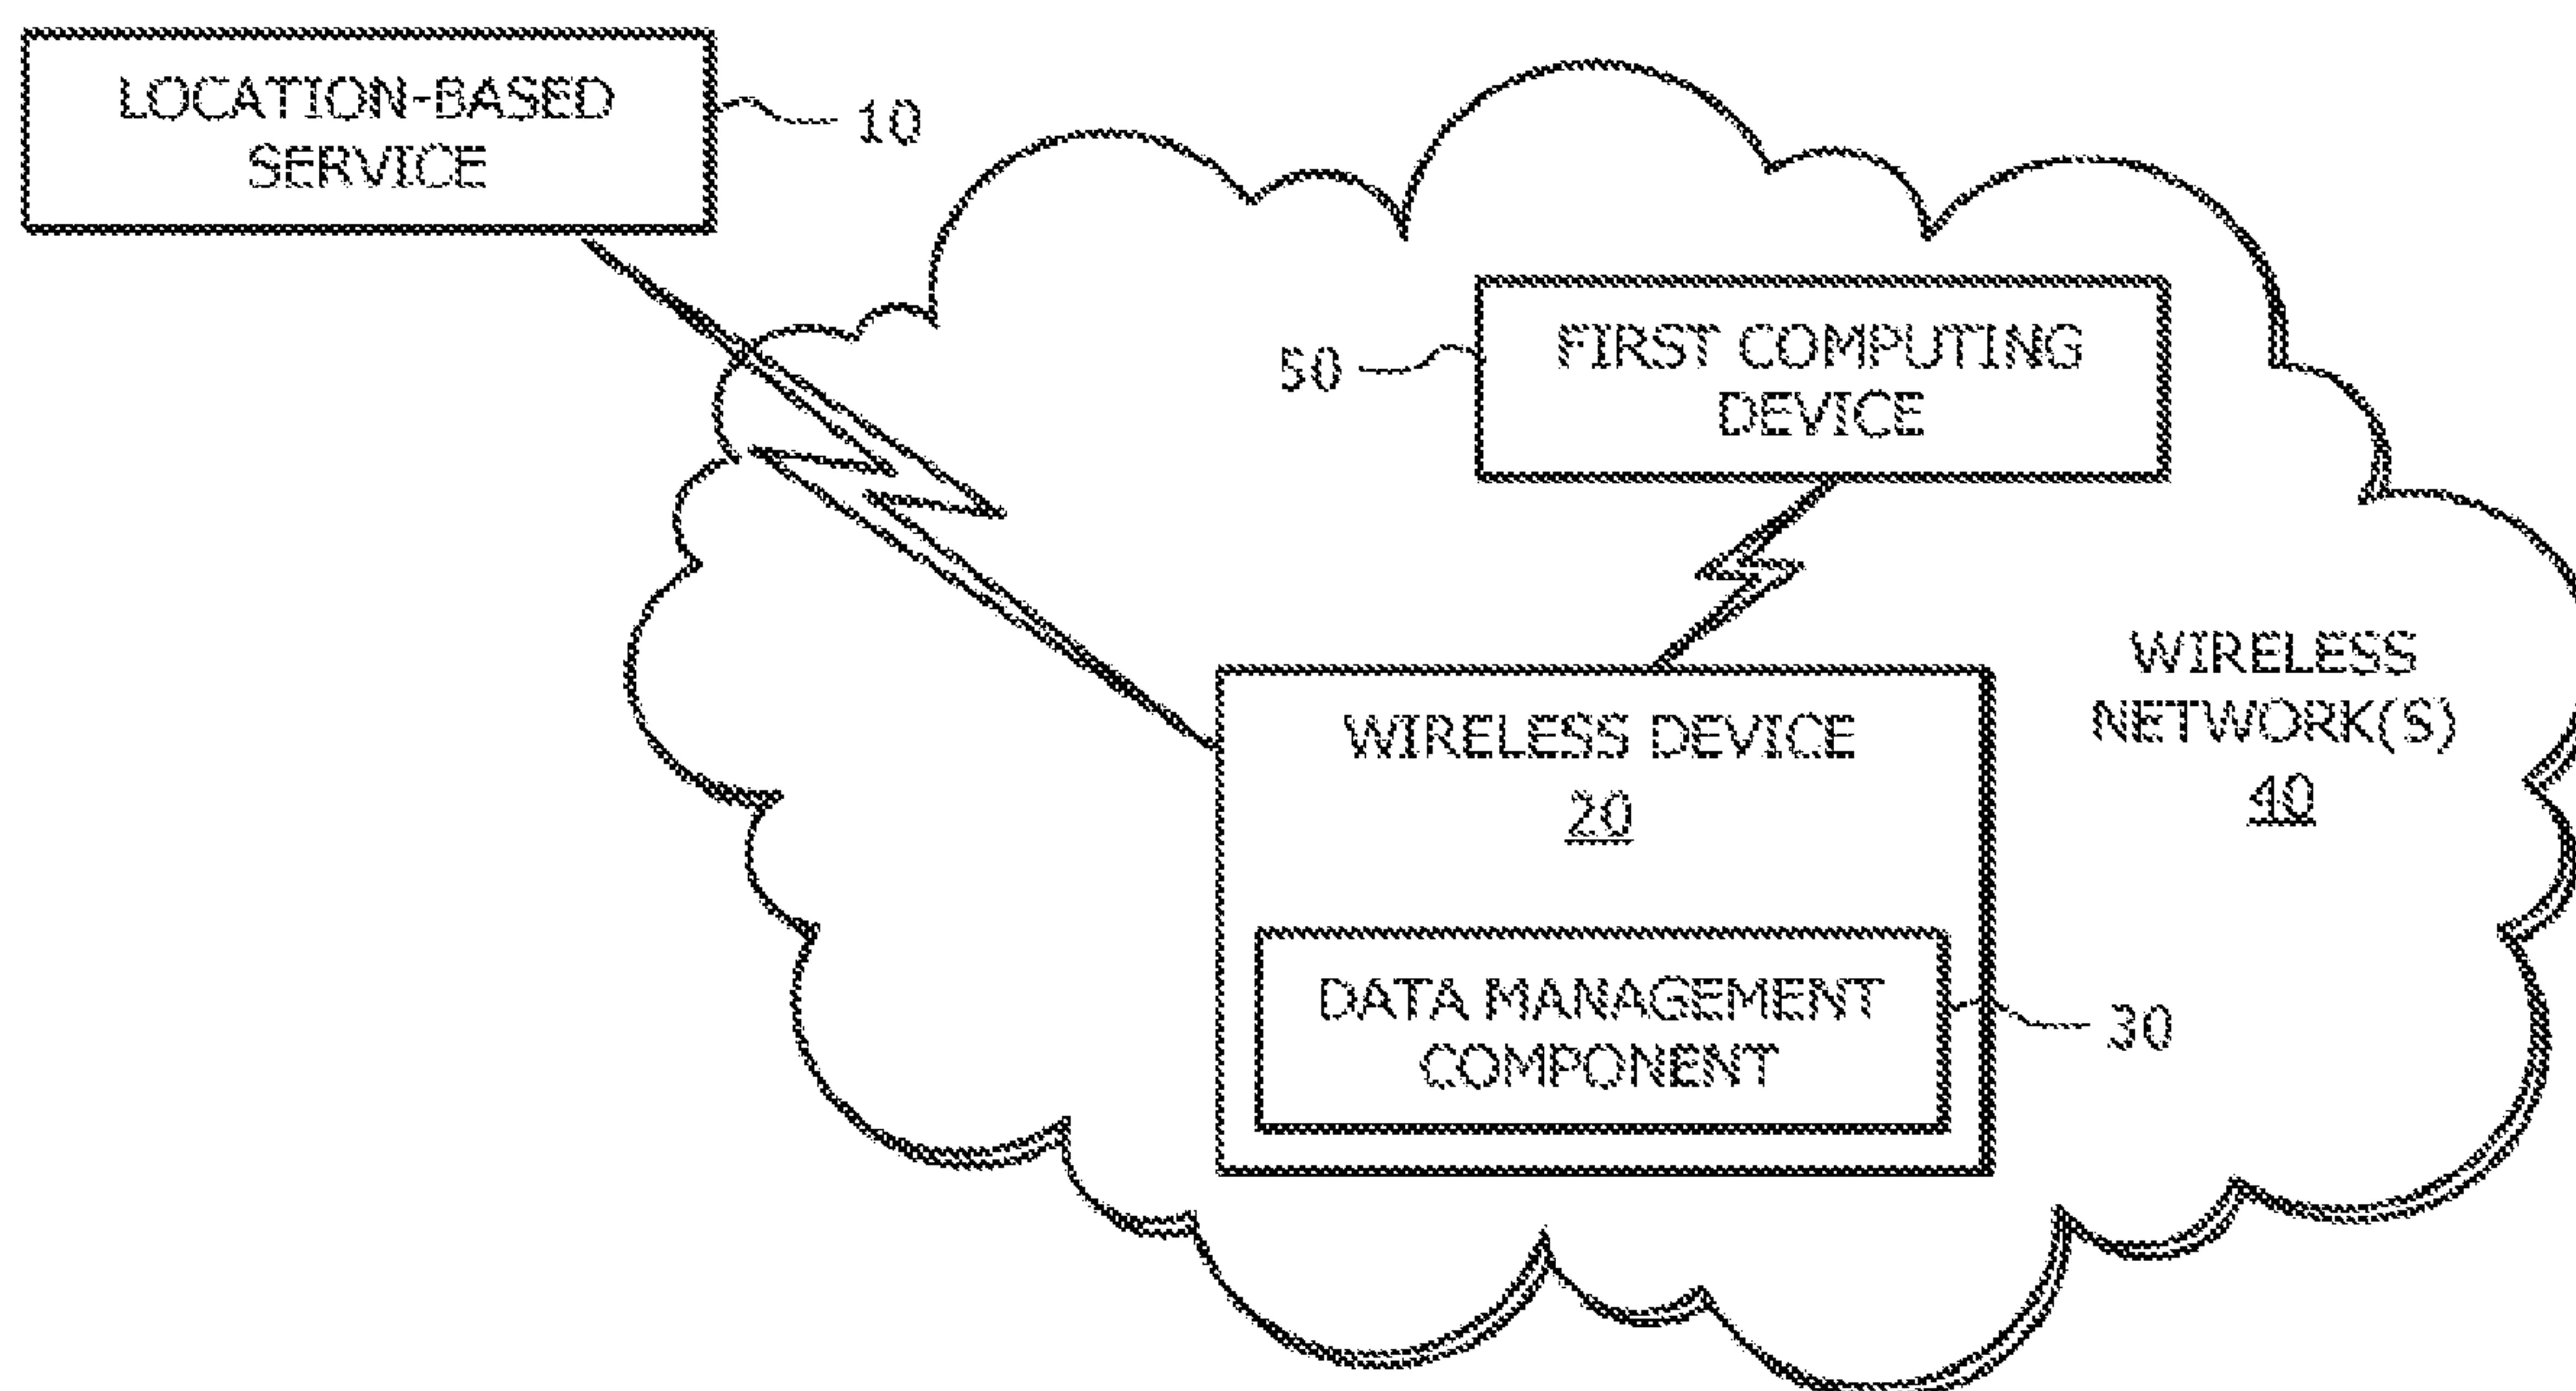 LOCATION-BASED
SERVICE
10
50
FIRST COMPUTING
DEVICE
WIRELESS
NETWORK(S)
40
WIRELESS DEVICE
20
DATA MANAGEMENT
COMPONENT
30